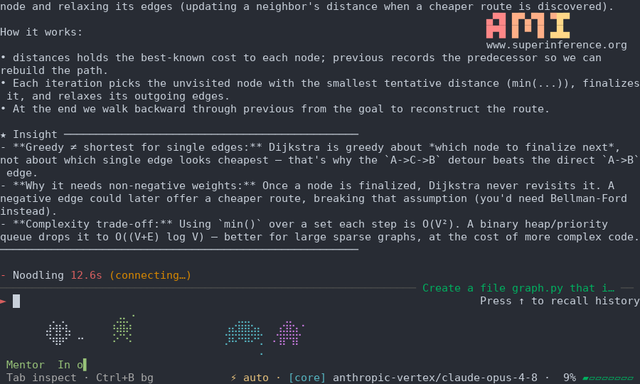 node and relaxing its edges (updating a neighbor's distance when a cheaper route is discovered).
AMI
How it works:
www.superinference.org
• distances holds the best-known cost to each node; previous records the predecessor so we can
rebuild the path.
• Each iteration picks the unvisited node with the smallest tentative distance (min(...)), finalizes
it, and relaxes its outgoing edges.
• At the end we walk backward through previous from the goal to reconstruct the route.
★ Insight
- **Greedy ≠ shortest for single edges:** Dijkstra is greedy about *which node to finalize next*,
not about which single edge looks cheapest — that's why the `A->C->B` detour beats the direct `A->B`
edge.
- **Why it needs non-negative weights:** Once a node is finalized, Dijkstra never revisits it. A
negative edge could later offer a cheaper route, breaking that assumption (you'd need Bellman-Ford
instead).
- **Complexity trade-off:** Using `min()` over a set each step is O(V²). A binary heap/priority
queue drops it to O((V+E) log V) — better for large sparse graphs, at the cost of more complex code.
- Noodling 12.6s (connecting…)
Create a file graph.py that i…
Press ↑ to recall history
Mentor In o
Tab inspect · Ctrl+B bg
⚡ auto · [core] anthropic-vertex/claude-opus-4-8 · 9%